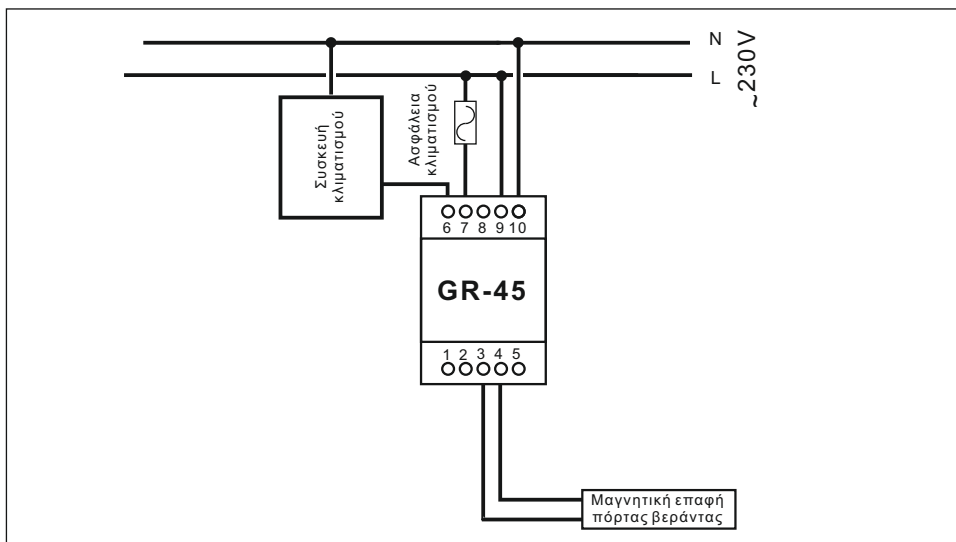 N
L
~230V
Συσκευή
κλιματισμού
Ασφάλεια
κλιματισμού
6 7 8 9 10
GR-45
1 2 3 4 5
Μαγνητική επαφή
πόρτας βεράντας